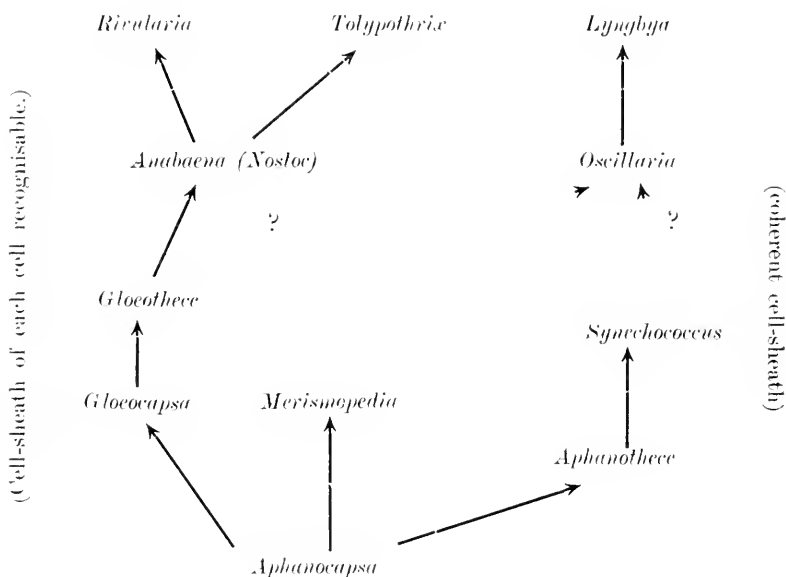 Rivularia Tolypothrix Lyngbya
Anabaena (Nostoc) Oscillaria
? ?
Gloeothece
Synechococcus
Gloeocapsa Merismopedia
Aphanothece
Aphanocapsa
(Cell-sheath of each cell recognisable.)
(coherent cell-sheath)